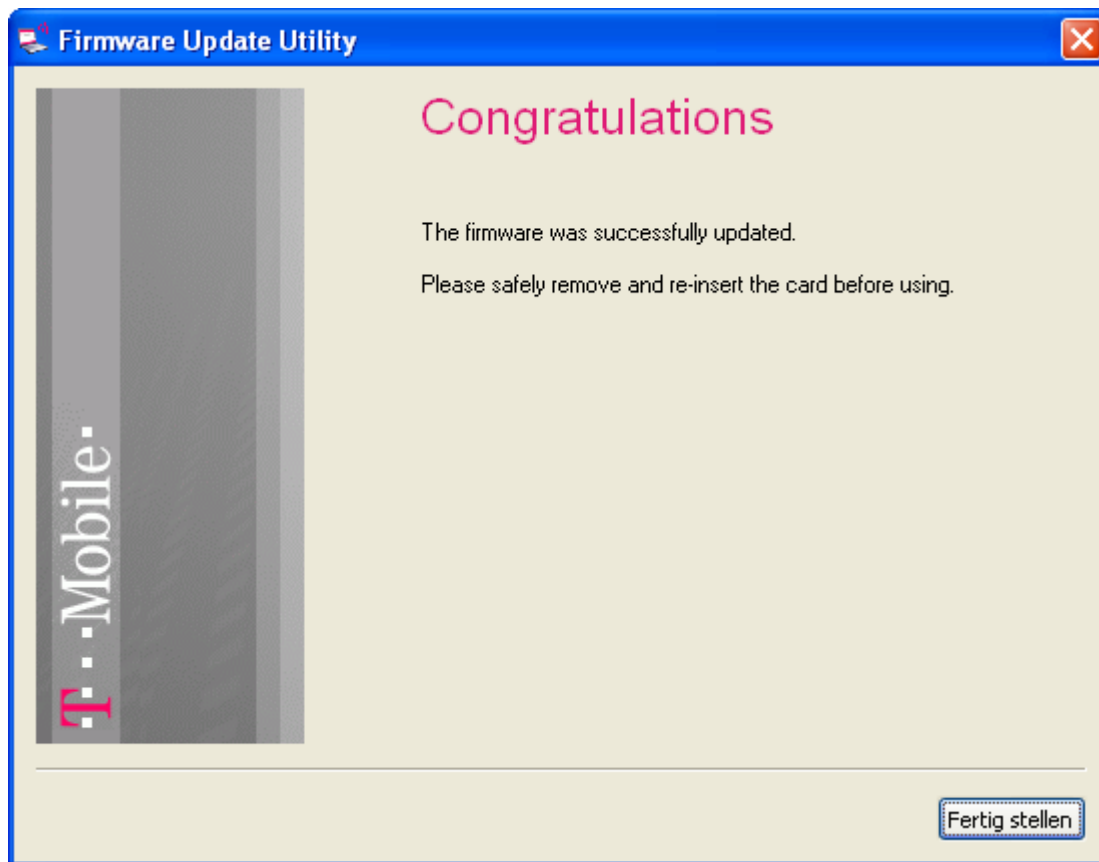 Firmware Update Utility
Congratulations
The firmware was successfully updated.
Please safely remove and re-insert the card before using.
T · · Mobile ·
Fertig stellen